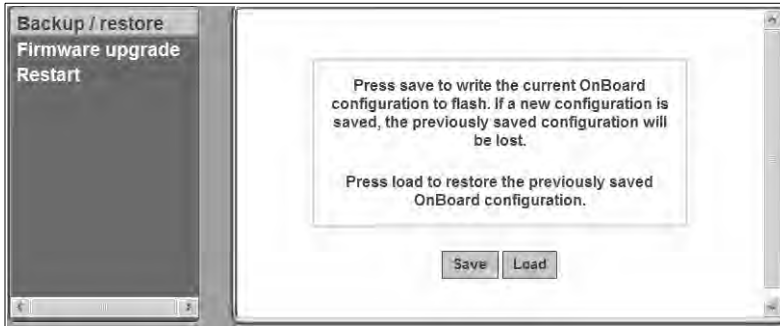 Backup / restore
Firmware upgrade
Restart
Press save to write the current OnBoard
configuration to flash. If a new configuration is
saved, the previously saved configuration will
be lost.
Press load to restore the previously saved
OnBoard configuration.
Save Load